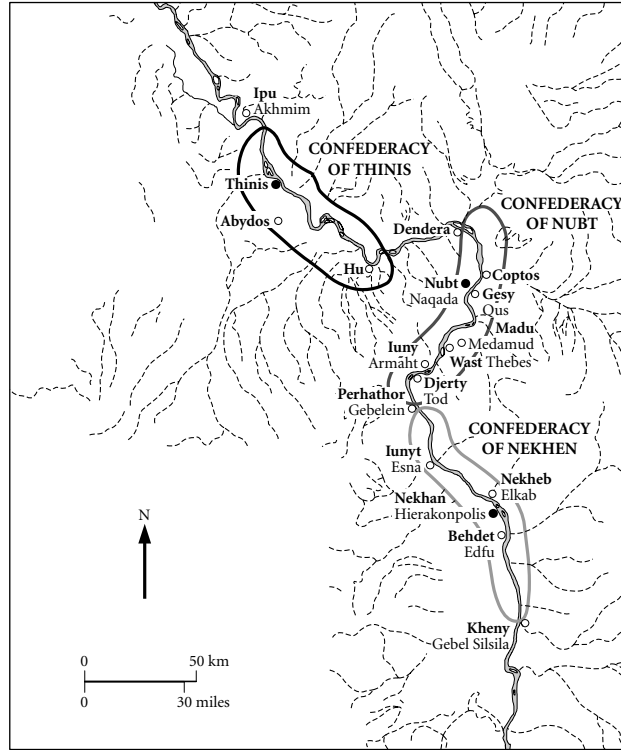 Ipu
Akhmim
CONFEDERACY
OF THINIS
Thinis
Abydos
Hu
CONFEDERACY
OF NUBT
Dendera
Coptos
Nubt
Naqada
Gesy
Qus
Madu
Medamud
Iuny
Armaht
Wast Thebes
Djerty
Tod
Perhathor
Gebelein
CONFEDERACY
OF NEKHEN
Iunyt
Esna
Nekheb
Elkab
Nekhan
Hierakonpolis
Behdet
Edfu
Kheny
Gebel Silsila
N
0 50 km
0 30 miles